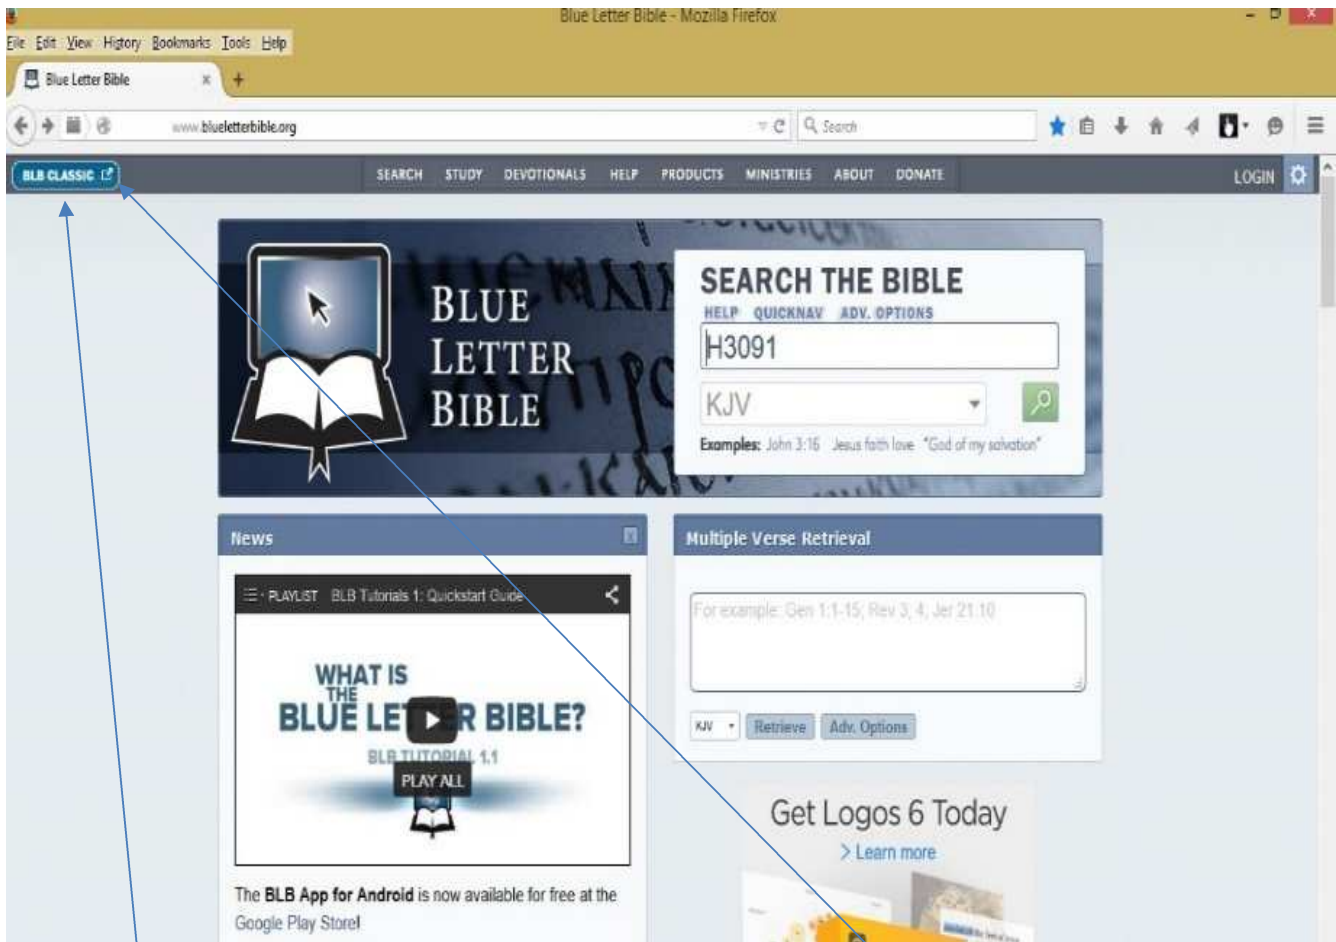 Blue Letter Bible - Mozilla Firefox
File Edit View History Bookmarks Tools Help
Blue Letter Bible
www.blueletterbible.org
Search
BLB CLASSIC
SEARCH STUDY DEVOTIONALS HELP PRODUCTS MINISTRIES ABOUT DONATE
LOGIN
BLUE
LETTER
BIBLE
SEARCH THE BIBLE
HELP QUICKNAV ADV. OPTIONS
H3091
KJV
Examples: John 3:16 Jesus faith love "God of my salvation"
News
PLAYLIST BLB Tutorials 1: Quickstart Guide
WHAT IS
THE
BLUE LETTER BIBLE?
BLB TUTORIAL 1.1
PLAY ALL
The BLB App for Android is now available for free at the
Google Play Store!
Multiple Verse Retrieval
For example: Gen 1:1-15; Rev 3, 4; Jer 21:10
KJV Retrieve Adv. Options
Get Logos 6 Today
> Learn more